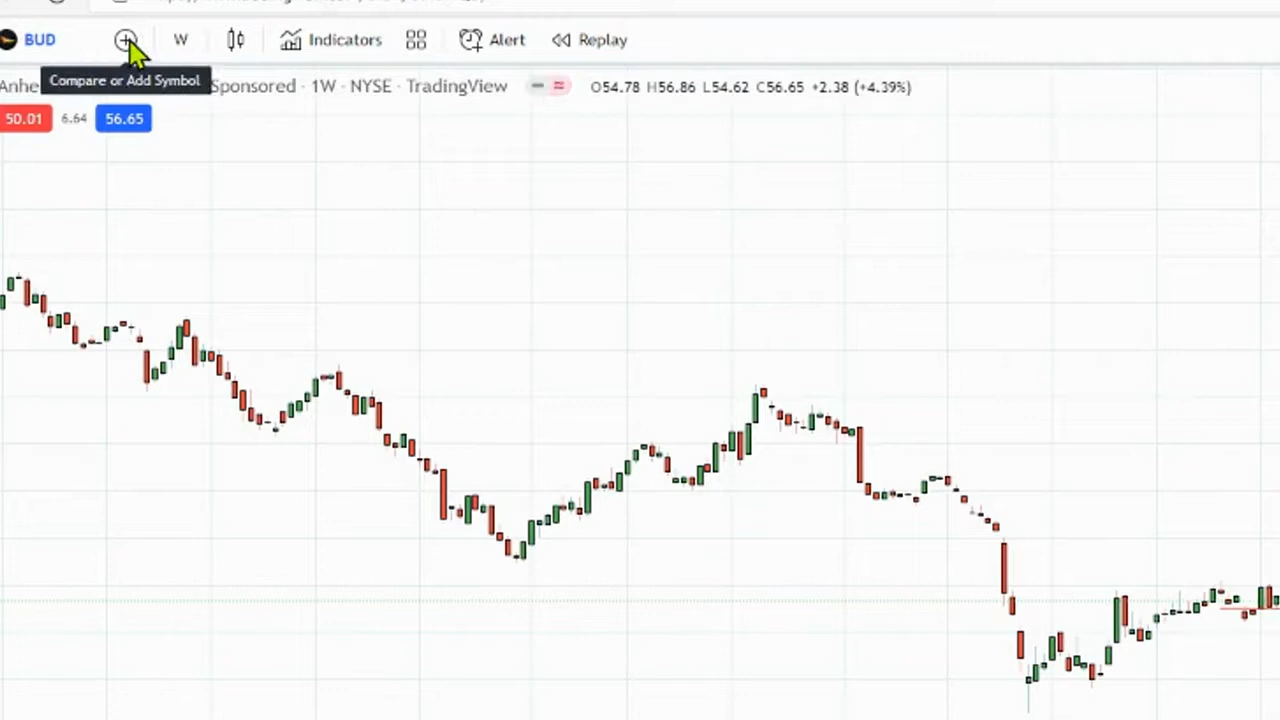 BUD W Indicators Alert Replay
Compare or Add Symbol
Anhe Sponsored · 1W · NYSE · TradingView O54.78 H56.86 L54.62 C56.65 +2.38 (+4.39%)
50.01 6.64 56.65